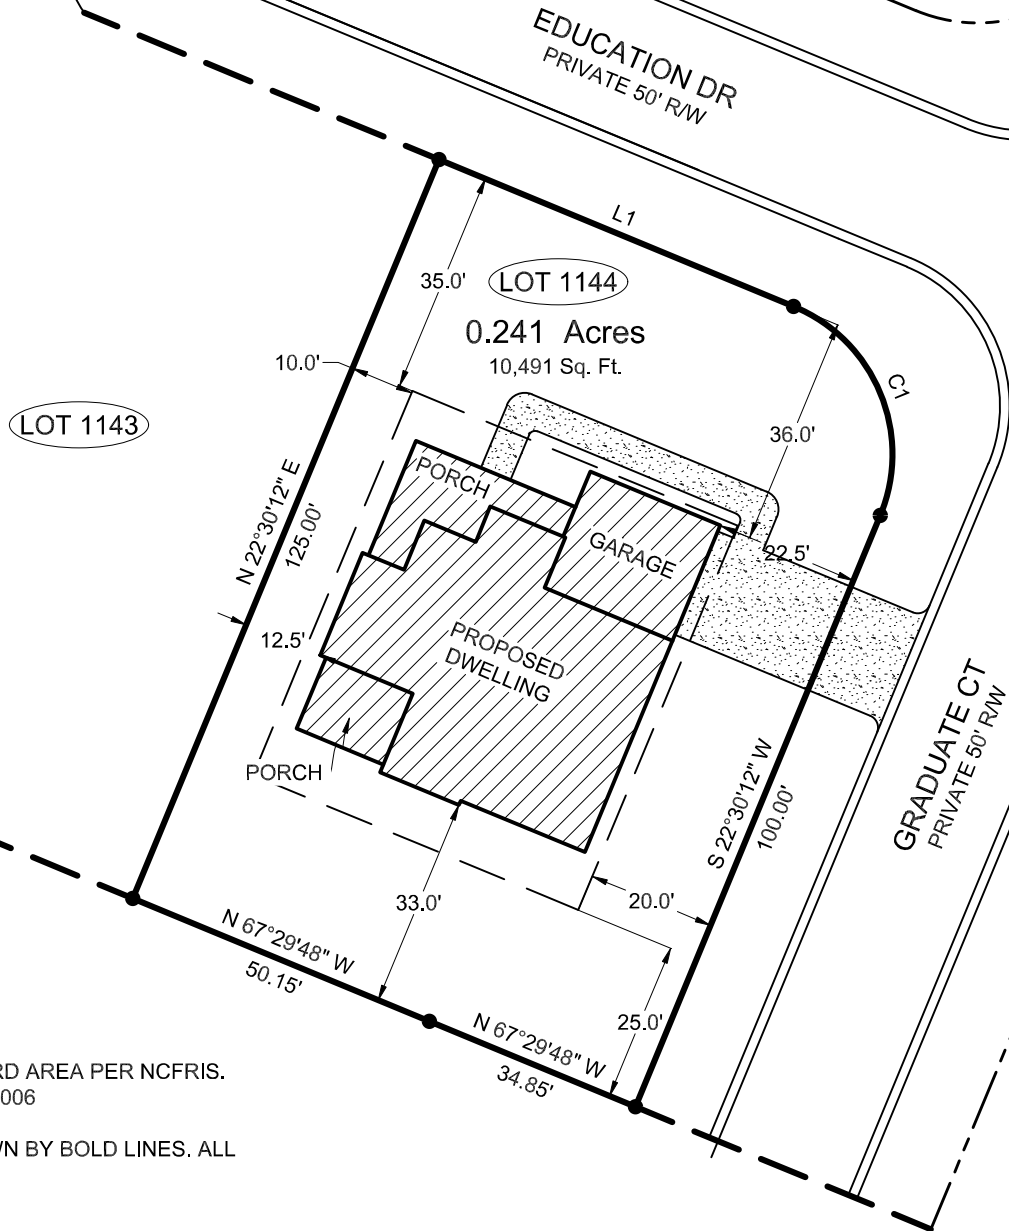 EDUCATION DR
PRIVATE 50' R/W
L1
35.0'
LOT 1144
0.241 Acres
10,491 Sq. Ft.
10.0'
C1
LOT 1143
36.0'
PORCH
GARAGE
22.5'
N 22°30'12" E
125.00'
12.5'
PROPOSED
DWELLING
PORCH
GRADUATE CT
PRIVATE 50' R/W
S 22°30'12" W
100.00'
33.0'
20.0'
N 67°29'48" W
50.15'
25.0'
N 67°29'48" W
34.85'
RD AREA PER NCFRIS.
006
WN BY BOLD LINES. ALL